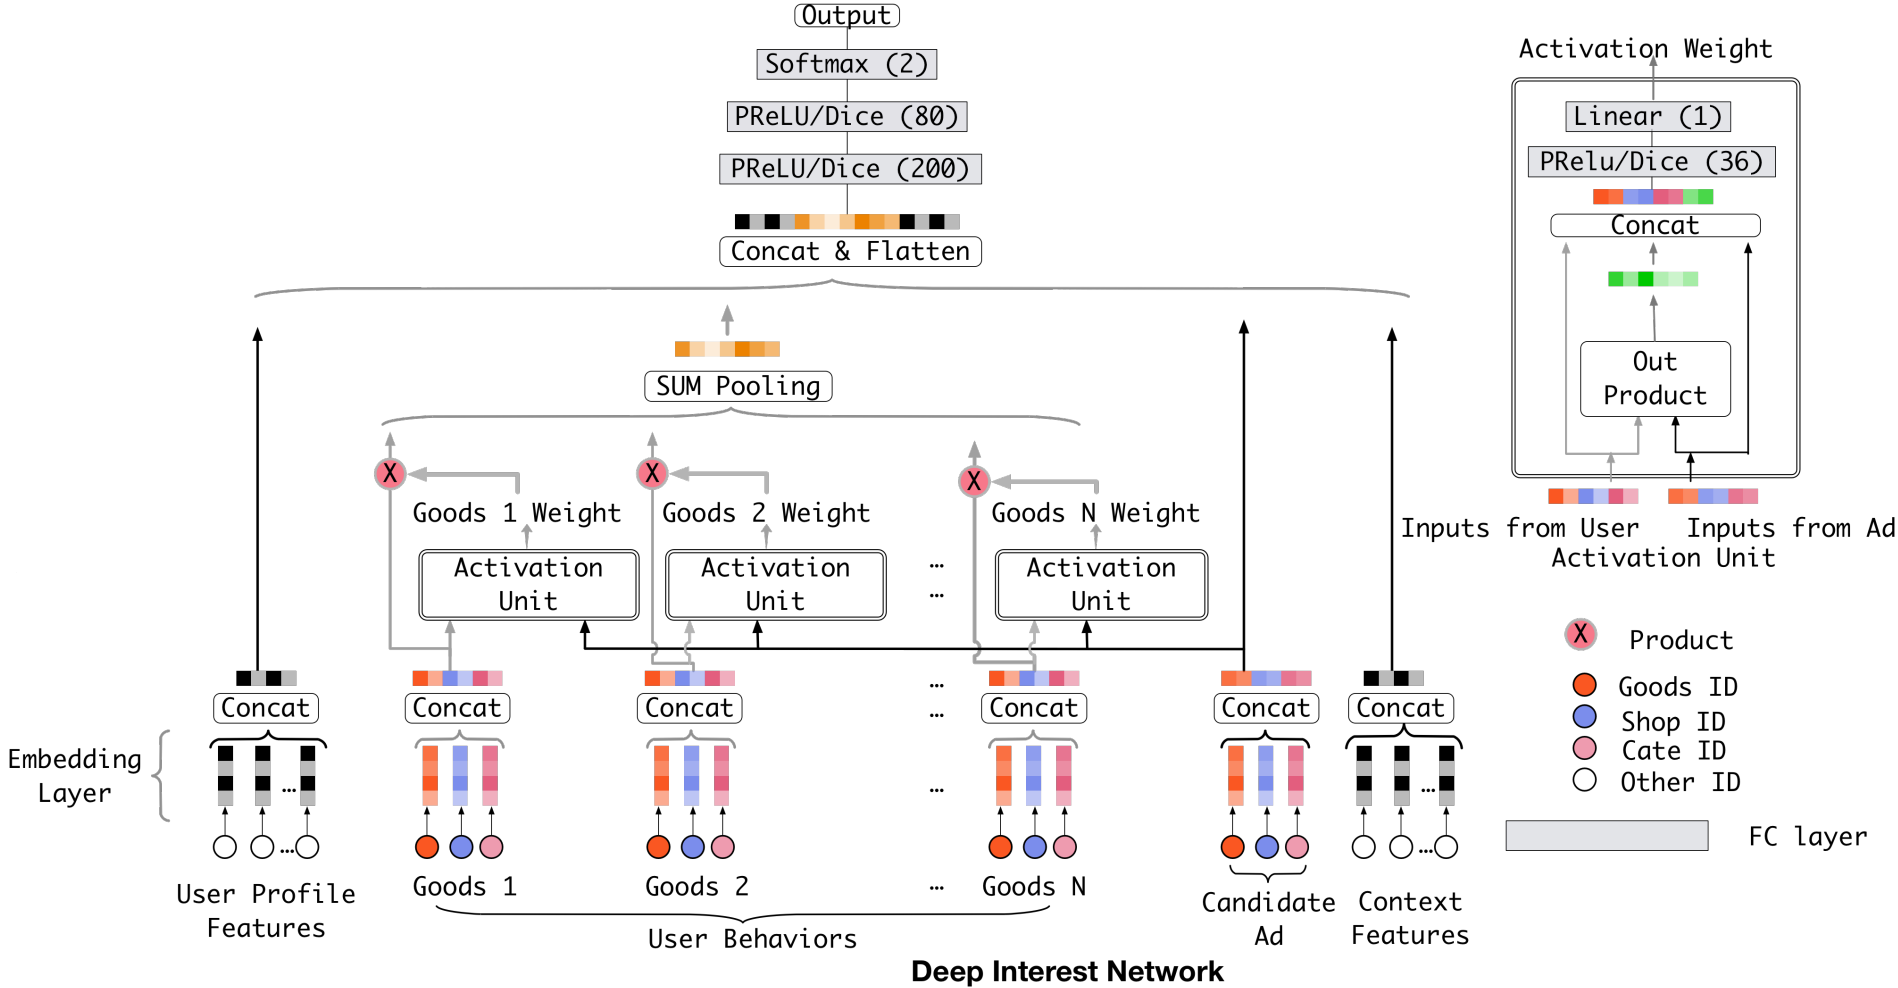 Output
Softmax (2)
PReLU/Dice (80)
PReLU/Dice (200)
Concat & Flatten
SUM Pooling
X
X
X
Goods 1 Weight
Goods 2 Weight
Goods N Weight
Activation
Unit
Activation
Unit
...
...
Activation
Unit
Concat
Concat
Concat
...
...
Concat
Concat
Concat
Embedding
Layer
...
...
...
...
...
User Profile
Features
Goods 1
Goods 2
...
Goods N
User Behaviors
Candidate
Ad
Context
Features
Deep Interest Network
Activation Weight
Linear (1)
PRelu/Dice (36)
Concat
Out
Product
Inputs from User
Inputs from Ad
Activation Unit
X
Product
Goods ID
Shop ID
Cate ID
Other ID
FC layer